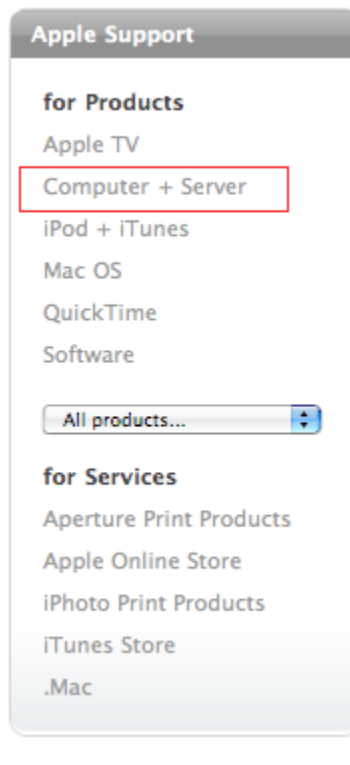 Apple Support
for Products
Apple TV
Computer + Server
iPod + iTunes
Mac OS
QuickTime
Software
All products...
for Services
Aperture Print Products
Apple Online Store
iPhoto Print Products
iTunes Store
.Mac